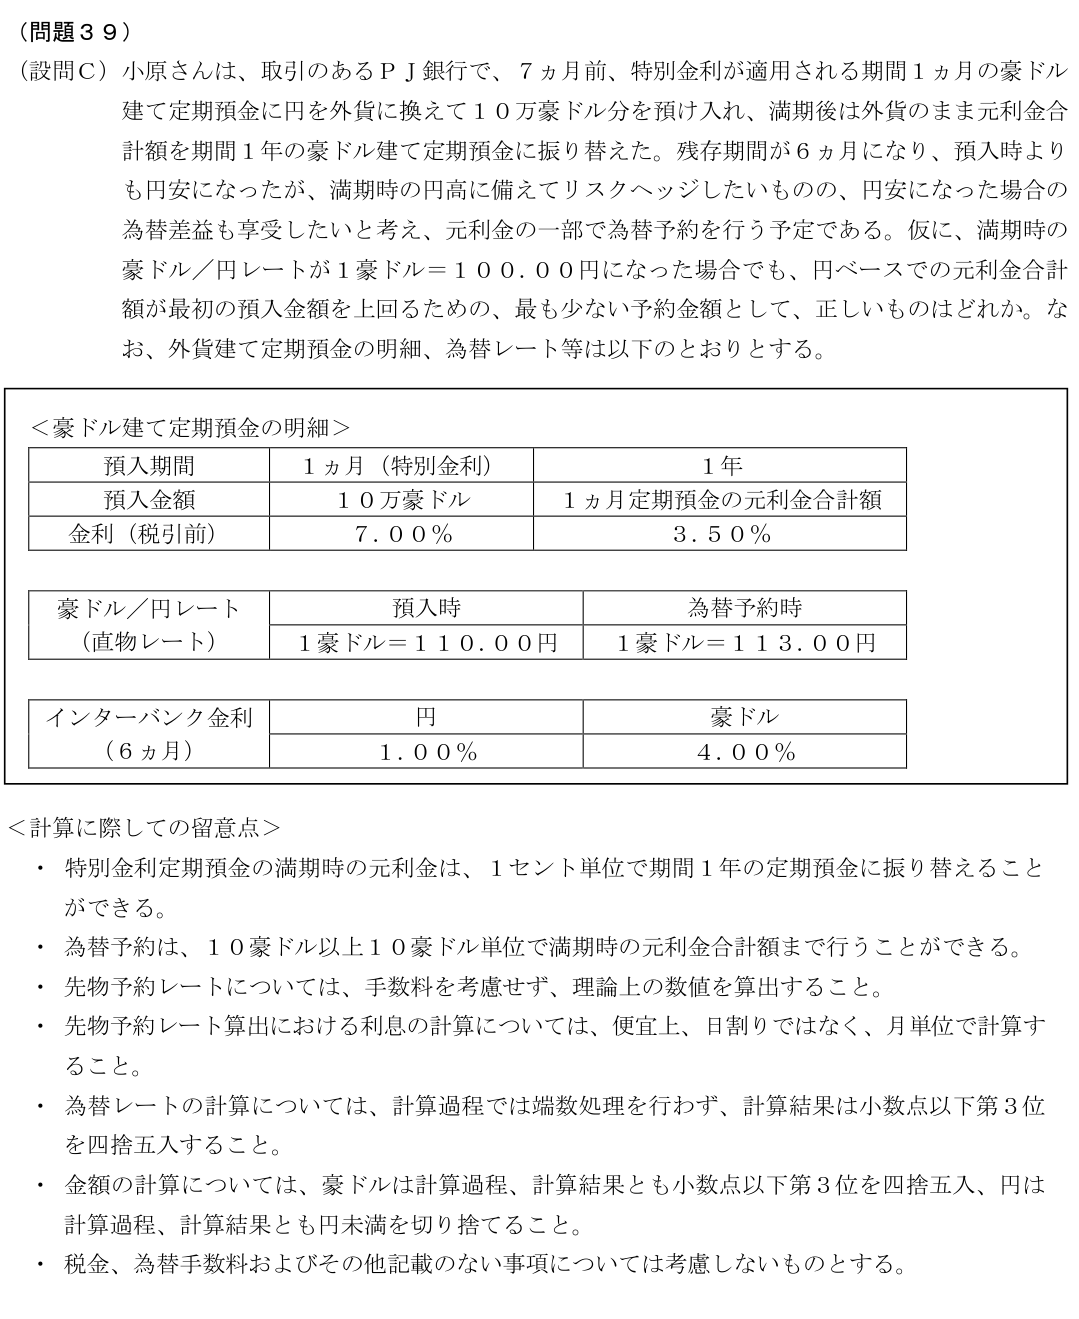 （問題３９）
（設問Ｃ）小原さんは、取引のあるＰＪ銀行で、７ヵ月前、特別金利が適用される期間１ヵ月の豪ドル
建て定期預金に円を外貨に換えて１０万豪ドル分を預け入れ、満期後は外貨のまま元利金合
計額を期間１年の豪ドル建て定期預金に振り替えた。残存期間が６ヵ月になり、預入時より
も円安になったが、満期時の円高に備えてリスクヘッジしたいものの、円安になった場合の
為替差益も享受したいと考え、元利金の一部で為替予約を行う予定である。仮に、満期時の
豪ドル／円レートが１豪ドル＝１００.００円になった場合でも、円ベースでの元利金合計
額が最初の預入金額を上回るための、最も少ない予約金額として、正しいものはどれか。な
お、外貨建て定期預金の明細、為替レート等は以下のとおりとする。
＜豪ドル建て定期預金の明細＞
預入期間 １ヵ月（特別金利） １年
預入金額 １０万豪ドル １ヵ月定期預金の元利金合計額
金利（税引前） ７.００％ ３.５０％
豪ドル／円レート 預入時 為替予約時
（直物レート） １豪ドル＝１１０.００円 １豪ドル＝１１３.００円
インターバンク金利 円 豪ドル
（６ヵ月） １.００％ ４.００％
＜計算に際しての留意点＞
・ 特別金利定期預金の満期時の元利金は、１セント単位で期間１年の定期預金に振り替えること
ができる。
・ 為替予約は、１０豪ドル以上１０豪ドル単位で満期時の元利金合計額まで行うことができる。
・ 先物予約レートについては、手数料を考慮せず、理論上の数値を算出すること。
・ 先物予約レート算出における利息の計算については、便宜上、日割りではなく、月単位で計算す
ること。
・ 為替レートの計算については、計算過程では端数処理を行わず、計算結果は小数点以下第３位
を四捨五入すること。
・ 金額の計算については、豪ドルは計算過程、計算結果とも小数点以下第３位を四捨五入、円は
計算過程、計算結果とも円未満を切り捨てること。
・ 税金、為替手数料およびその他記載のない事項については考慮しないものとする。